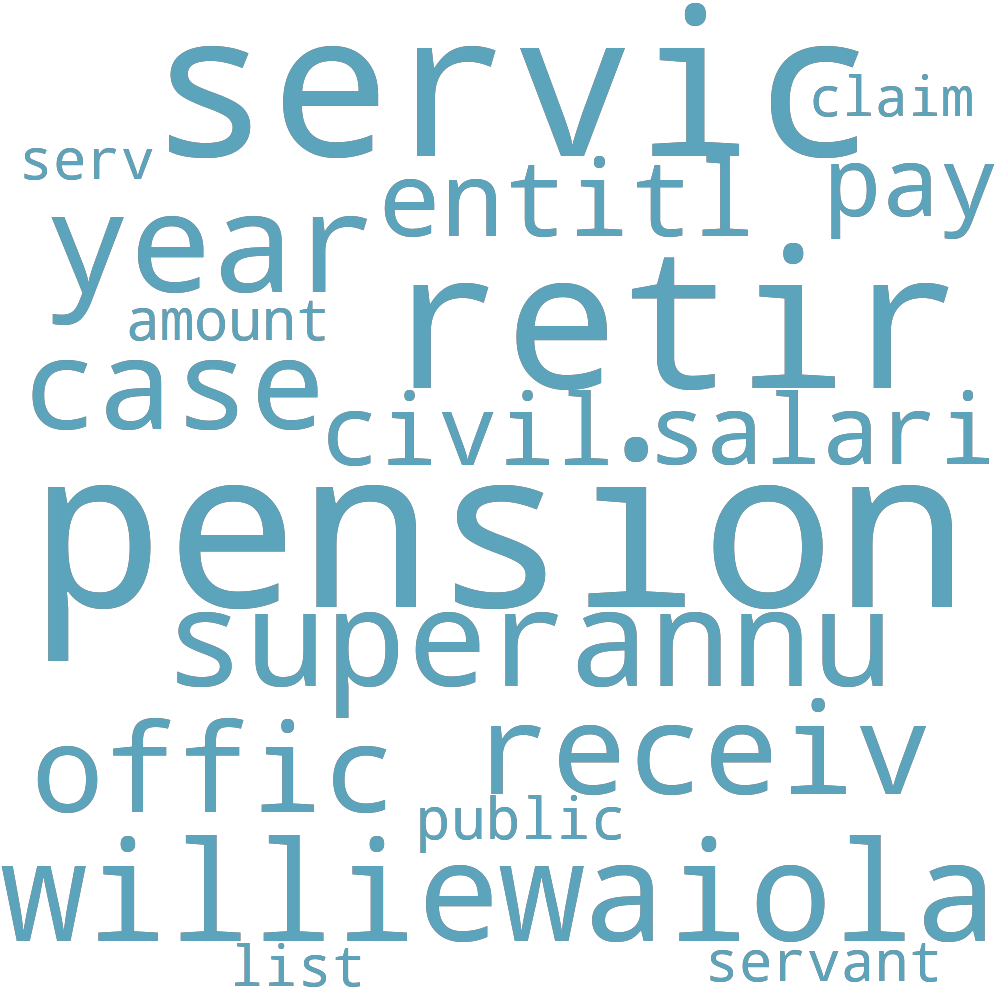 servic
claim
serv
entitl
pay
year
retir
amount
case
civil
salari
pension
superannu
offic
receiv
public
williewaiola
list
servant